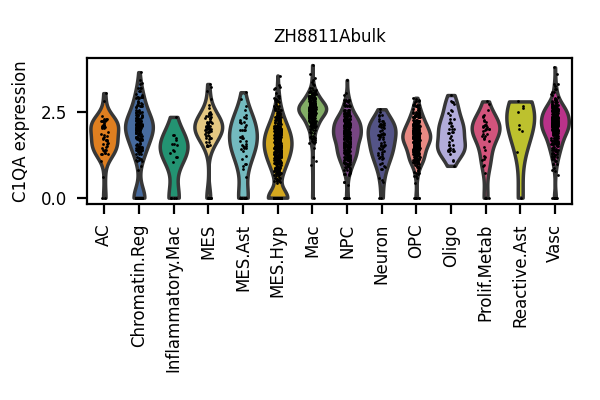 ZH8811Abulk
C1QA expression
2.5
0.0
AC
Chromatin.Reg
Inflammatory.Mac
MES
MES.Ast
MES.Hyp
Mac
NPC
Neuron
OPC
Oligo
Prolif.Metab
Reactive.Ast
Vasc